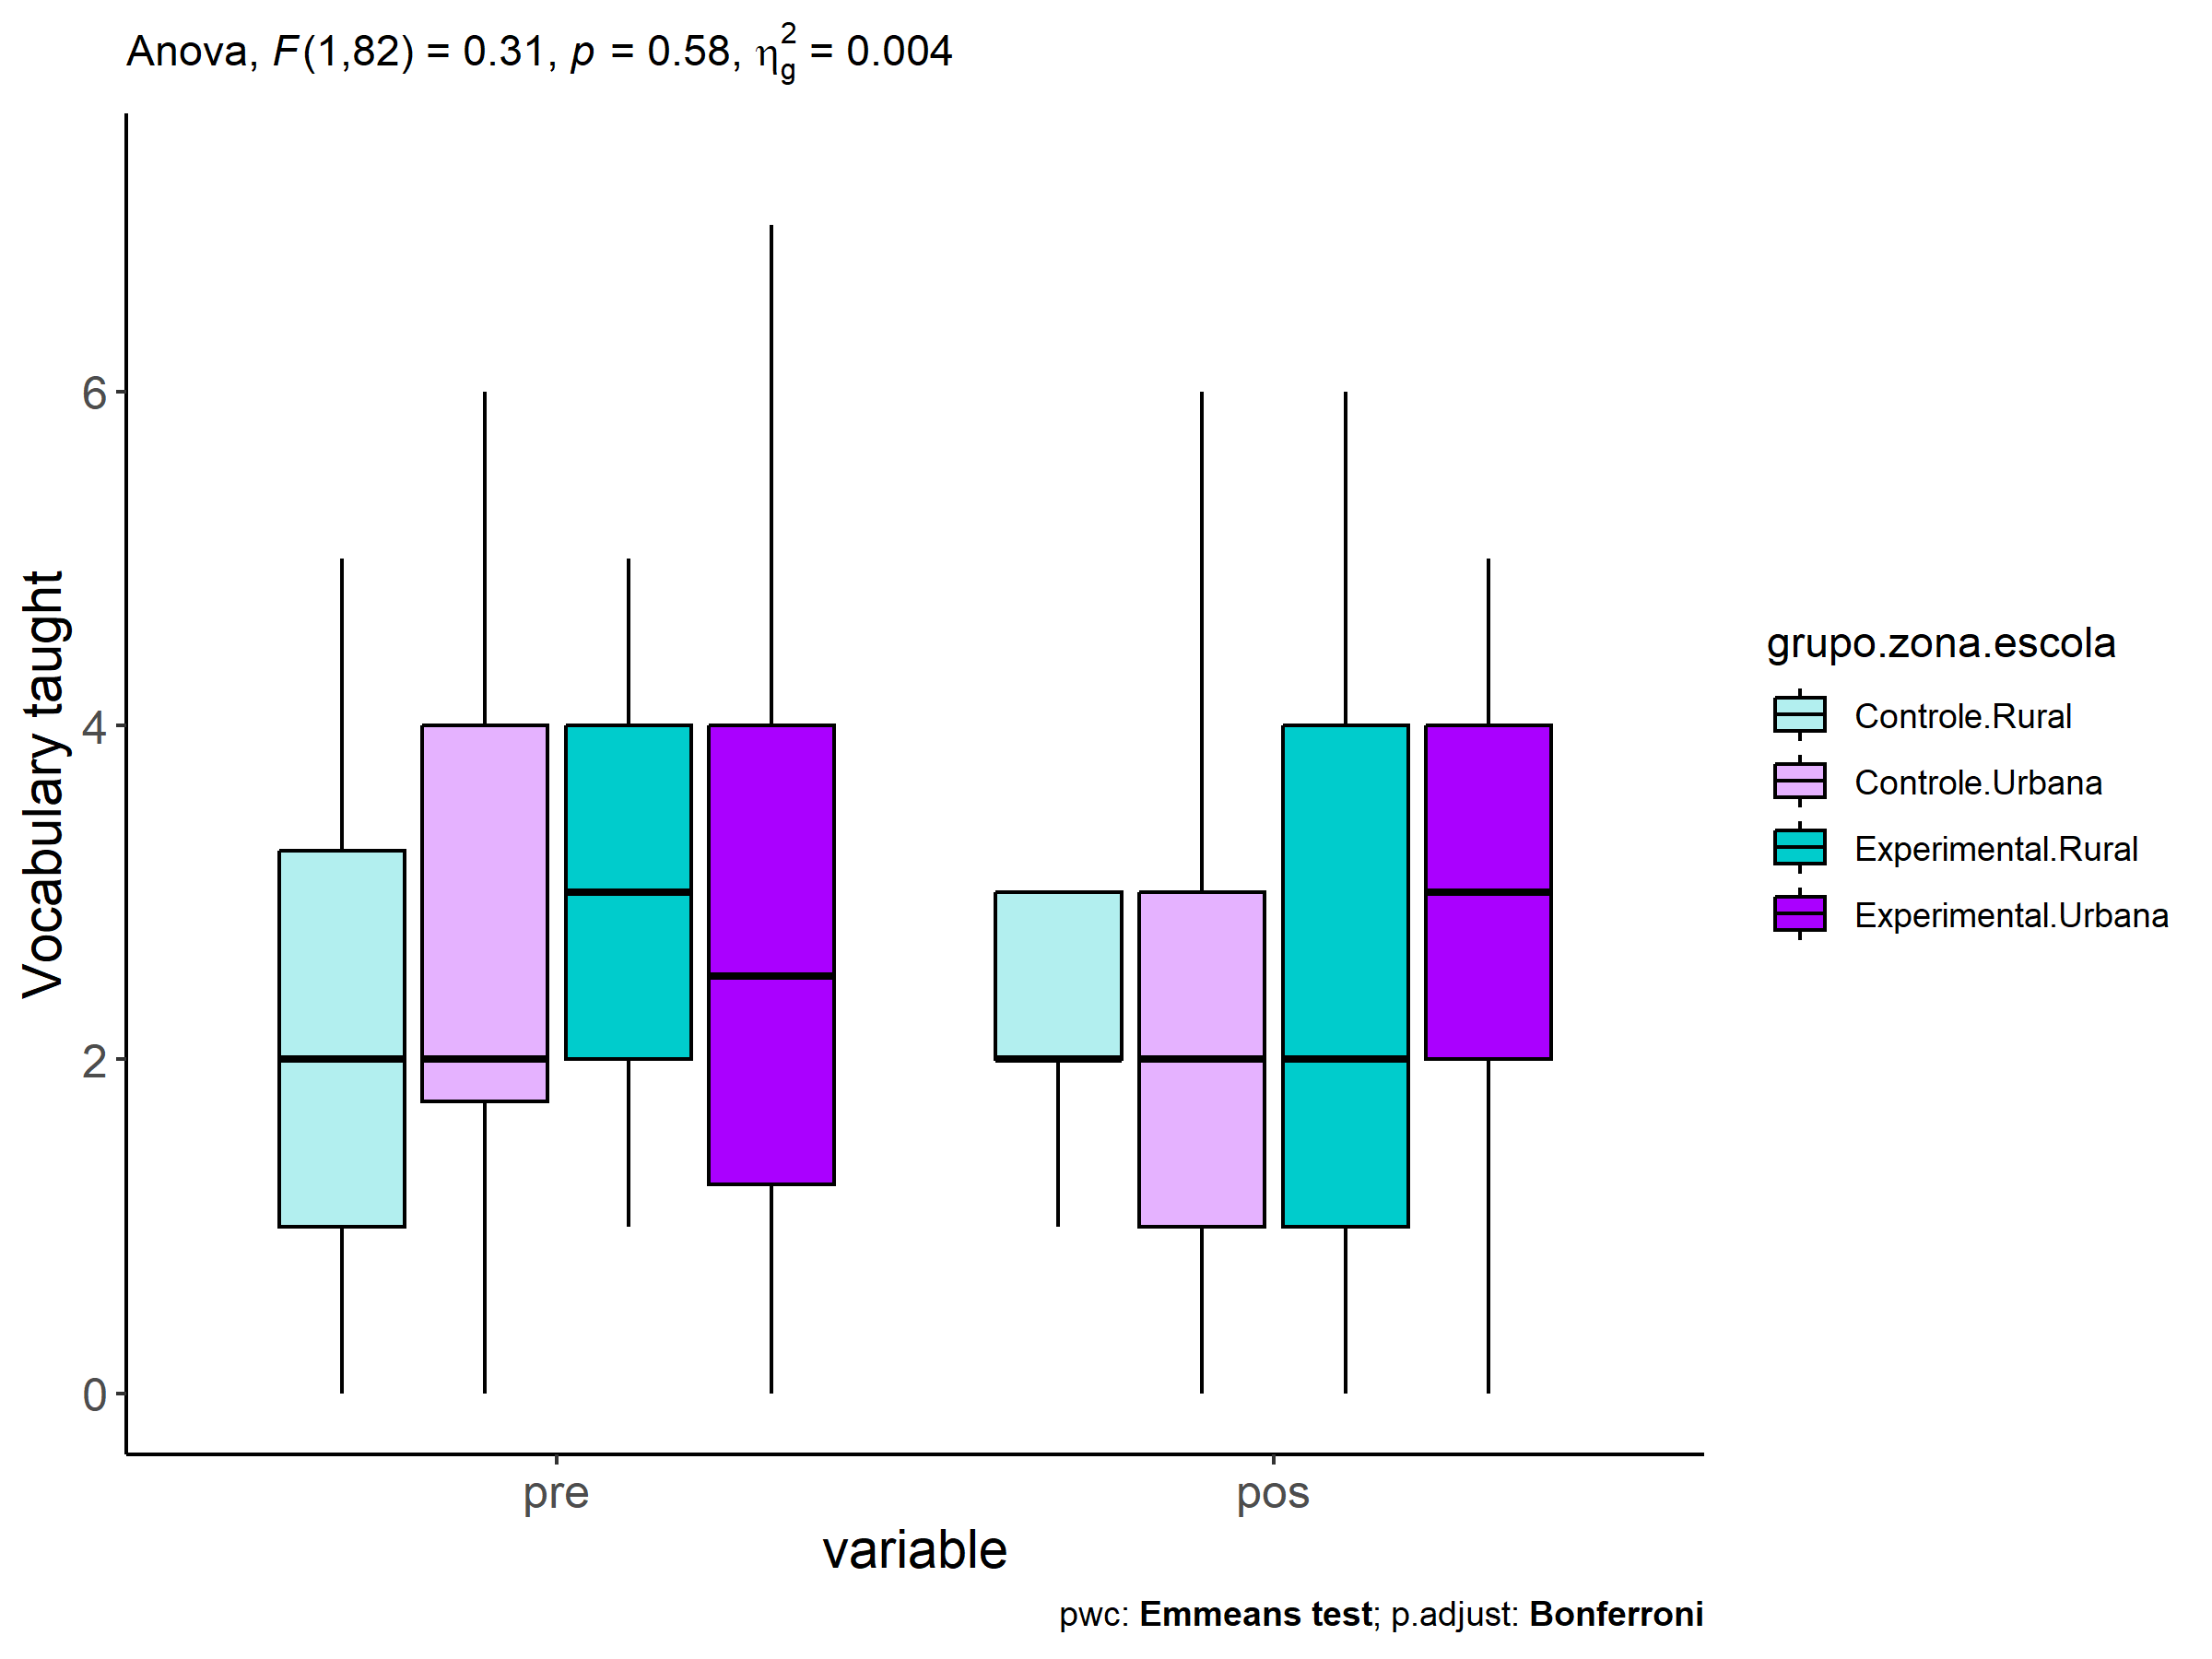 Anova, F(1,82) = 0.31, p = 0.58, η²g = 0.004
Vocabulary taught
6
4
2
0
pre
pos
variable
grupo.zona.escola
Controle.Rural
Controle.Urbana
Experimental.Rural
Experimental.Urbana
pwc: Emmeans test; p.adjust: Bonferroni